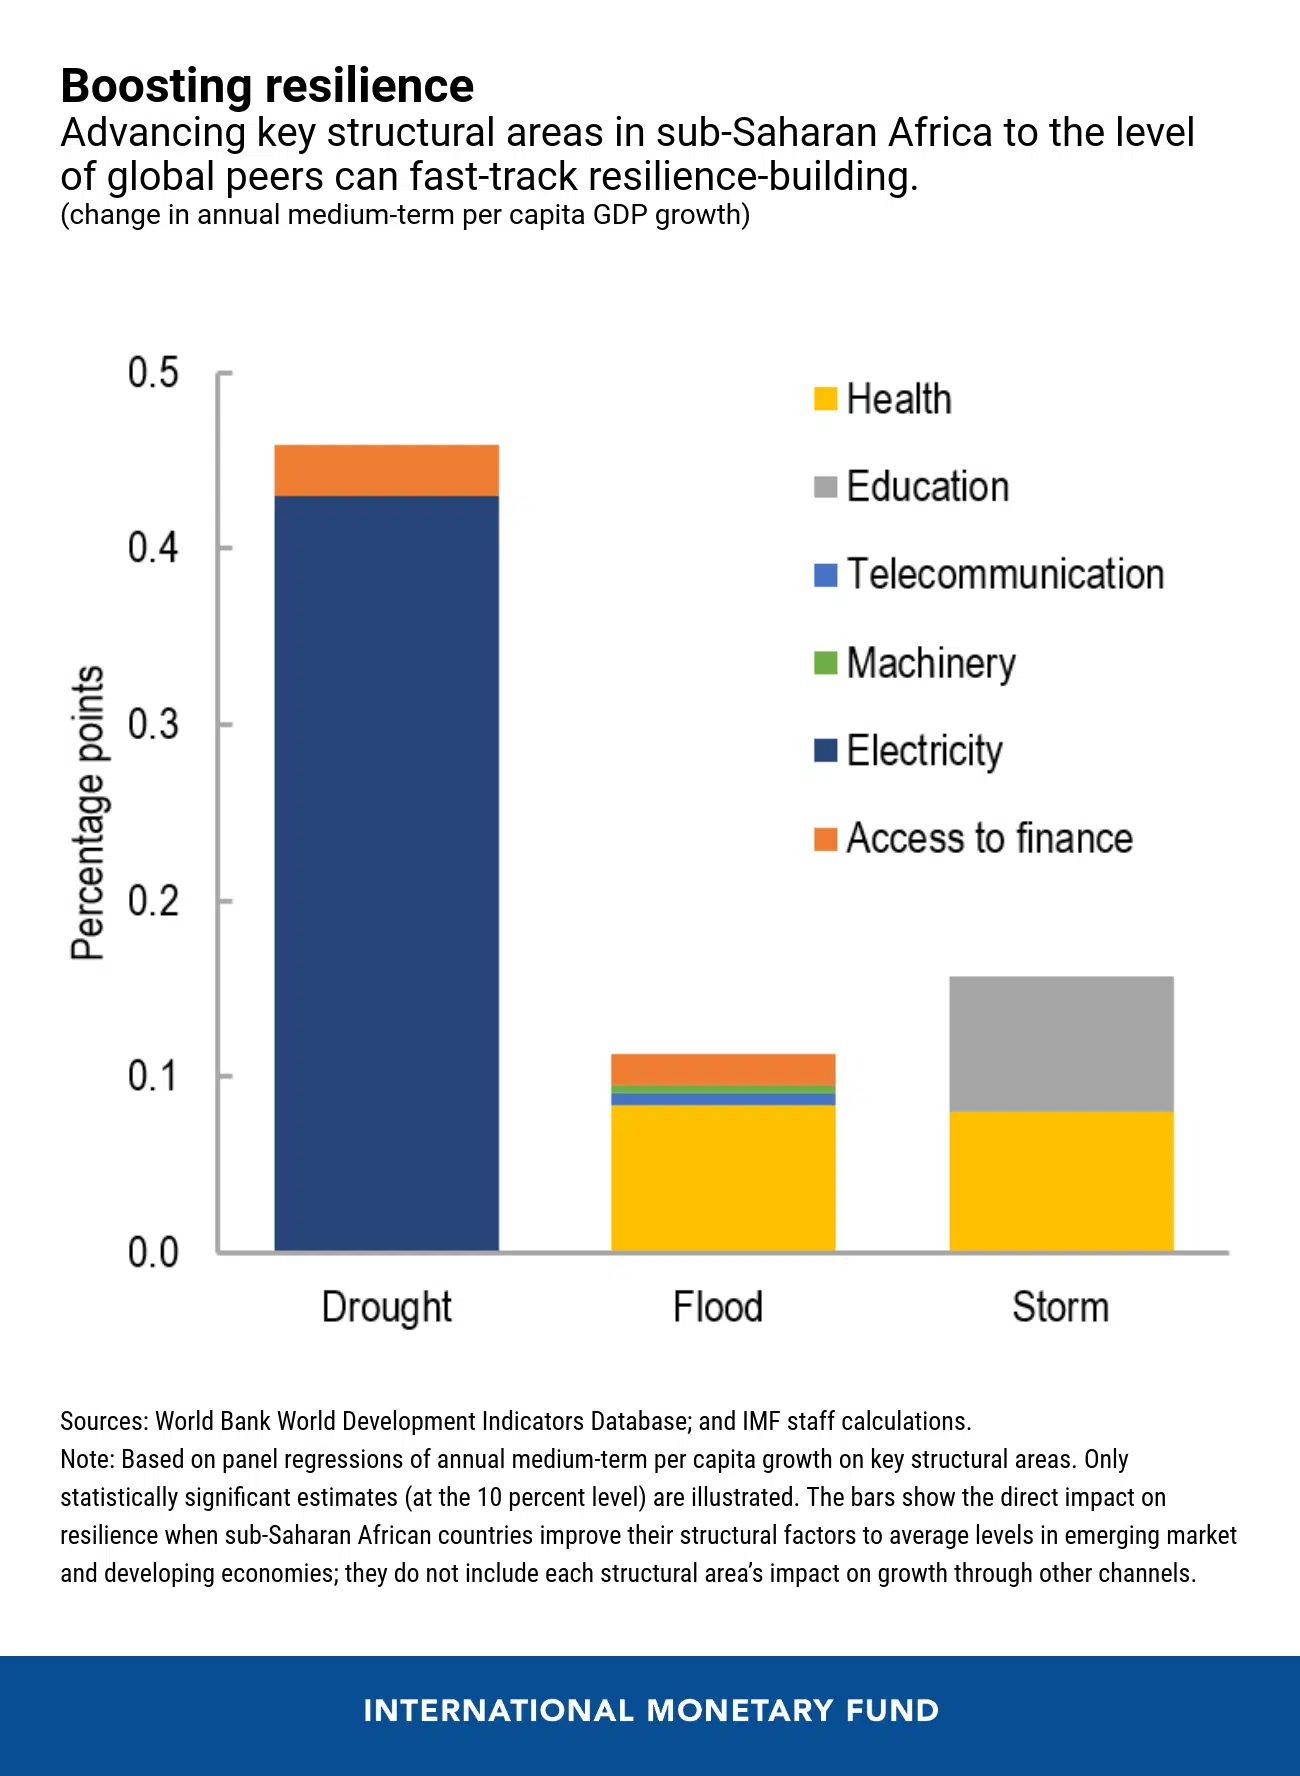 Boosting resilience
Advancing key structural areas in sub-Saharan Africa to the level
of global peers can fast-track resilience-building.
(change in annual medium-term per capita GDP growth)
Percentage points
0.5
0.4
0.3
0.2
0.1
0.0
Health
Education
Telecommunication
Machinery
Electricity
Access to finance
Drought
Flood
Storm
Sources: World Bank World Development Indicators Database; and IMF staff calculations.
Note: Based on panel regressions of annual medium-term per capita growth on key structural areas. Only
statistically significant estimates (at the 10 percent level) are illustrated. The bars show the direct impact on
resilience when sub-Saharan African countries improve their structural factors to average levels in emerging market
and developing economies; they do not include each structural area’s impact on growth through other channels.
INTERNATIONAL MONETARY FUND